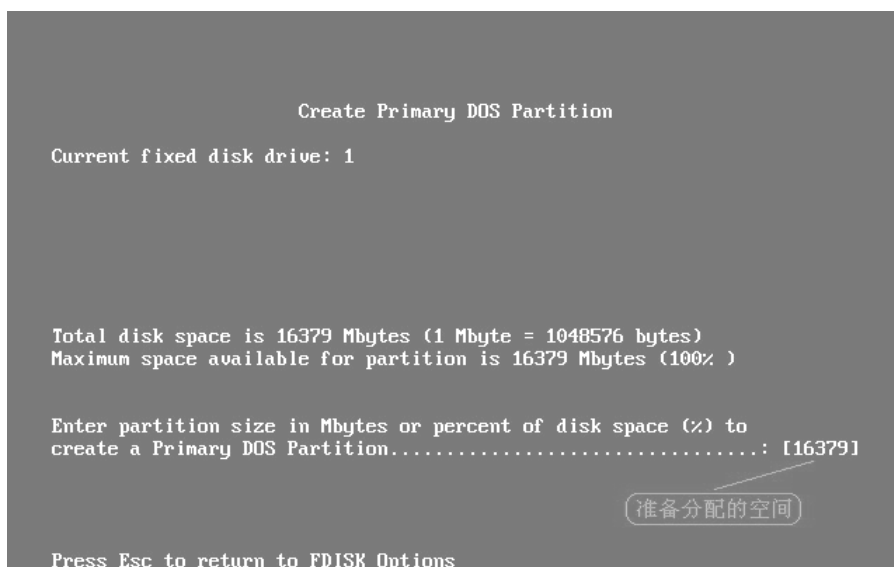 Create Primary DOS Partition
Current fixed disk drive: 1
Total disk space is 16379 Mbytes (1 Mbyte = 1048576 bytes)
Maximum space available for partition is 16379 Mbytes (100% )
Enter partition size in Mbytes or percent of disk space (%) to
create a Primary DOS Partition.................................: [16379]
准备分配的空间
Press Esc to return to FDISK Options